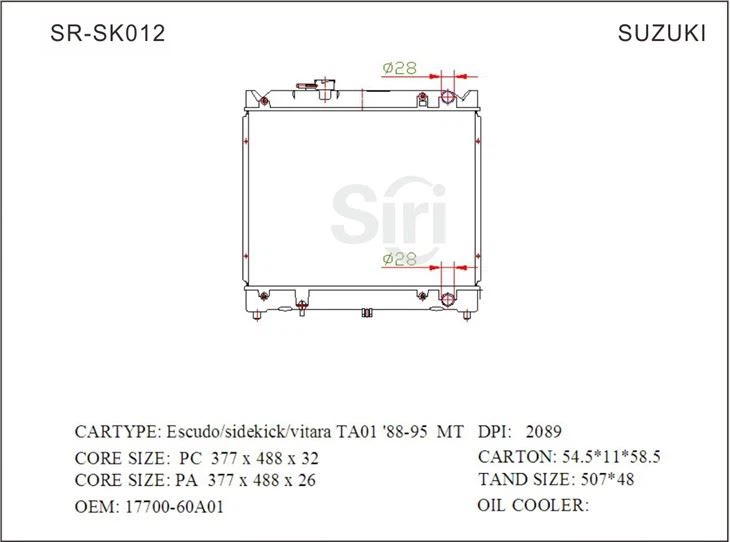 SR-SK012 SUZUKI
Ø28
Siri
Ø28
CARTYPE: Escudo/sidekick/vitara TA01 '88-95 MT DPI: 2089
CORE SIZE: PC 377 x 488 x 32 CARTON: 54.5*11*58.5
CORE SIZE: PA 377 x 488 x 26 TAND SIZE: 507*48
OEM: 17700-60A01 OIL COOLER: